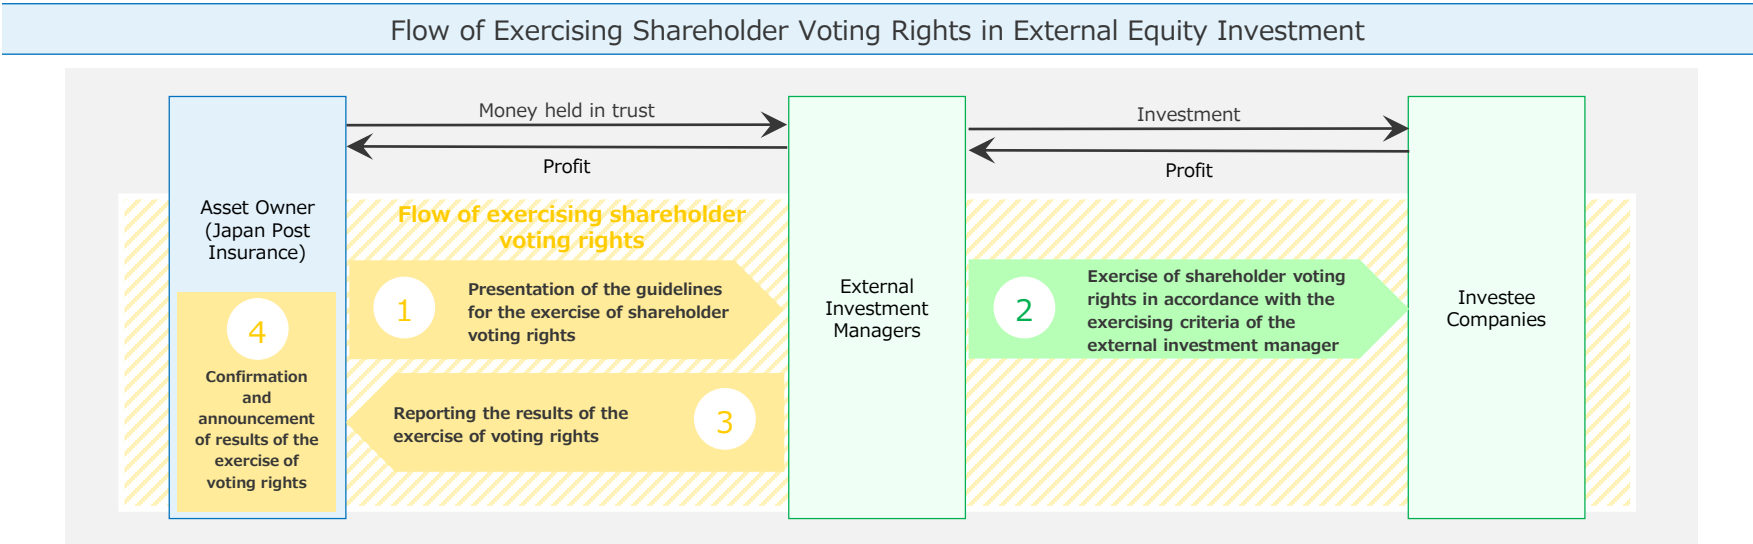 Flow of Exercising Shareholder Voting Rights in External Equity Investment
Money held in trust
Profit
Investment
Profit
Asset Owner
(Japan Post
Insurance)
Flow of exercising shareholder
voting rights
1
Presentation of the guidelines
for the exercise of shareholder
voting rights
External
Investment
Managers
2
Exercise of shareholder voting
rights in accordance with the
exercising criteria of the
external investment manager
Investee
Companies
3
Reporting the results of the
exercise of voting rights
4
Confirmation
and
announcement
of results of the
exercise of
voting rights